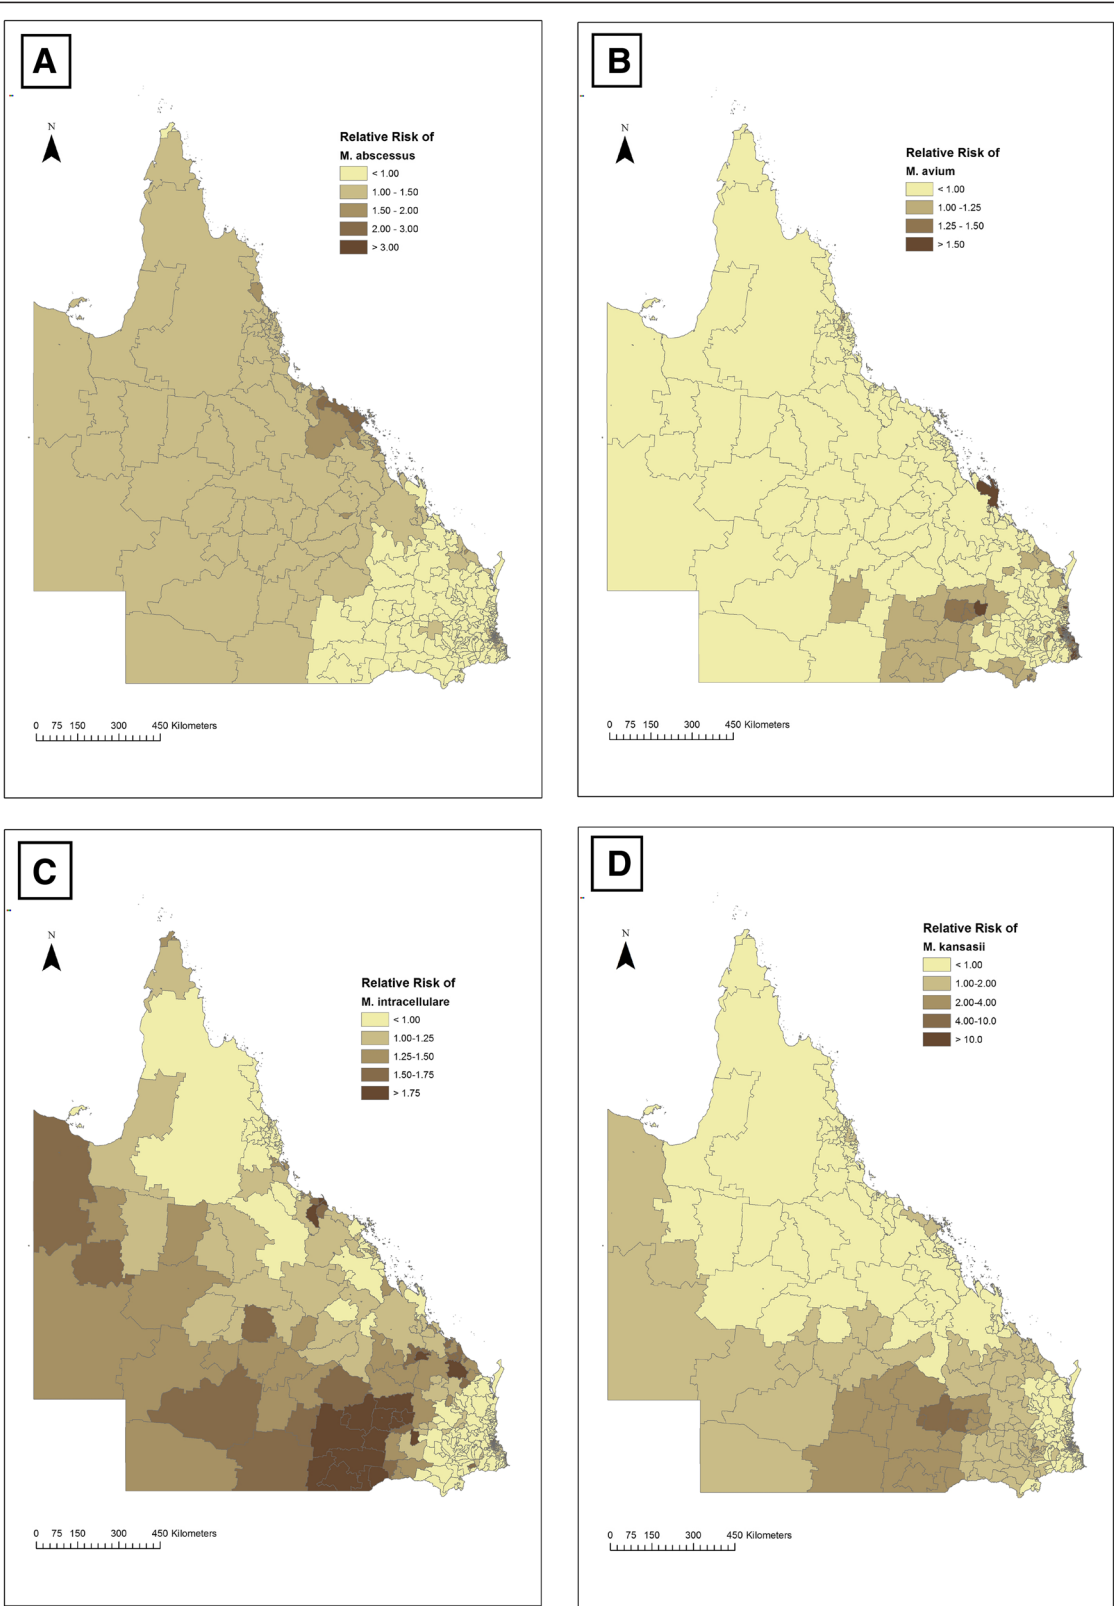 A
N
Relative Risk of
M. abscessus
< 1.00
1.00 - 1.50
1.50 - 2.00
2.00 - 3.00
> 3.00
0 75 150 300 450 Kilometers
B
N
Relative Risk of
M. avium
< 1.00
1.00 -1.25
1.25 - 1.50
> 1.50
0 75 150 300 450 Kilometers
C
N
Relative Risk of
M. intracellulare
< 1.00
1.00-1.25
1.25-1.50
1.50-1.75
> 1.75
0 75 150 300 450 Kilometers
D
N
Relative Risk of
M. kansasii
< 1.00
1.00-2.00
2.00-4.00
4.00-10.0
> 10.0
0 75 150 300 450 Kilometers